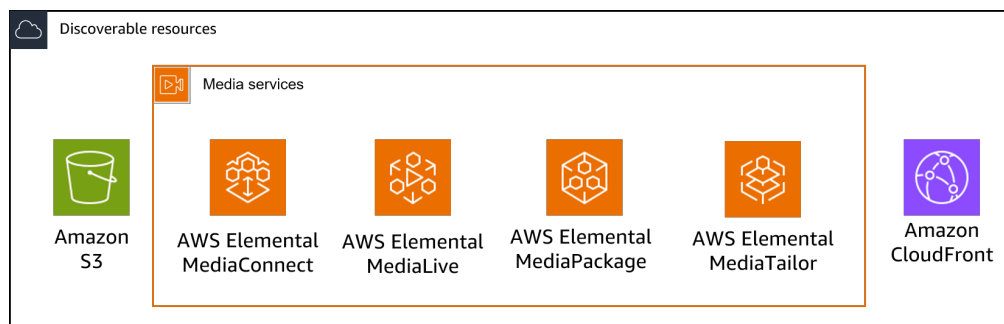 Discoverable resources
Media services
Amazon
S3
AWS Elemental
MediaConnect
AWS Elemental
MediaLive
AWS Elemental
MediaPackage
AWS Elemental
MediaTailor
Amazon
CloudFront